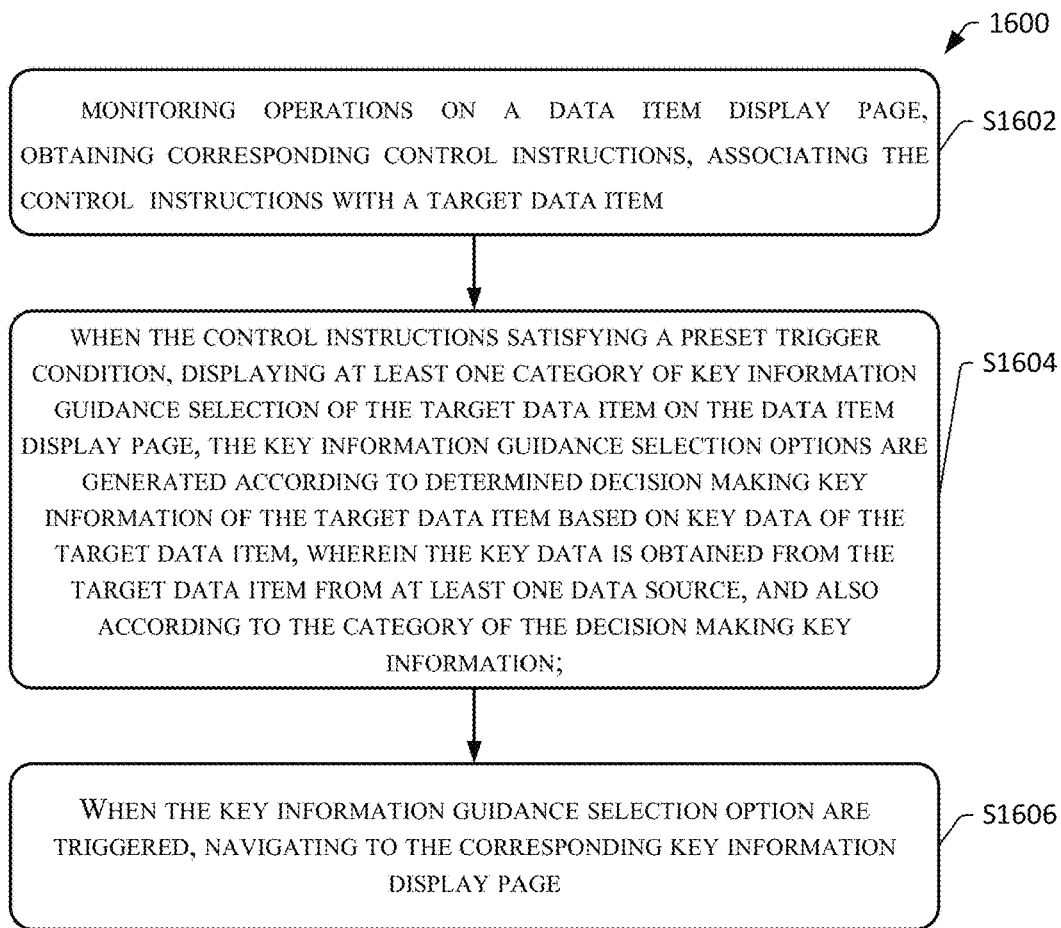 1600
MONITORING OPERATIONS ON A DATA ITEM DISPLAY PAGE,
OBTAINING CORRESPONDING CONTROL INSTRUCTIONS, ASSOCIATING THE
CONTROL INSTRUCTIONS WITH A TARGET DATA ITEM
S1602
WHEN THE CONTROL INSTRUCTIONS SATISFYING A PRESET TRIGGER
CONDITION, DISPLAYING AT LEAST ONE CATEGORY OF KEY INFORMATION
GUIDANCE SELECTION OF THE TARGET DATA ITEM ON THE DATA ITEM
DISPLAY PAGE, THE KEY INFORMATION GUIDANCE SELECTION OPTIONS ARE
GENERATED ACCORDING TO DETERMINED DECISION MAKING KEY
INFORMATION OF THE TARGET DATA ITEM BASED ON KEY DATA OF THE
TARGET DATA ITEM, WHEREIN THE KEY DATA IS OBTAINED FROM THE
TARGET DATA ITEM FROM AT LEAST ONE DATA SOURCE, AND ALSO
ACCORDING TO THE CATEGORY OF THE DECISION MAKING KEY
INFORMATION;
S1604
WHEN THE KEY INFORMATION GUIDANCE SELECTION OPTION ARE
TRIGGERED, NAVIGATING TO THE CORRESPONDING KEY INFORMATION
DISPLAY PAGE
S1606